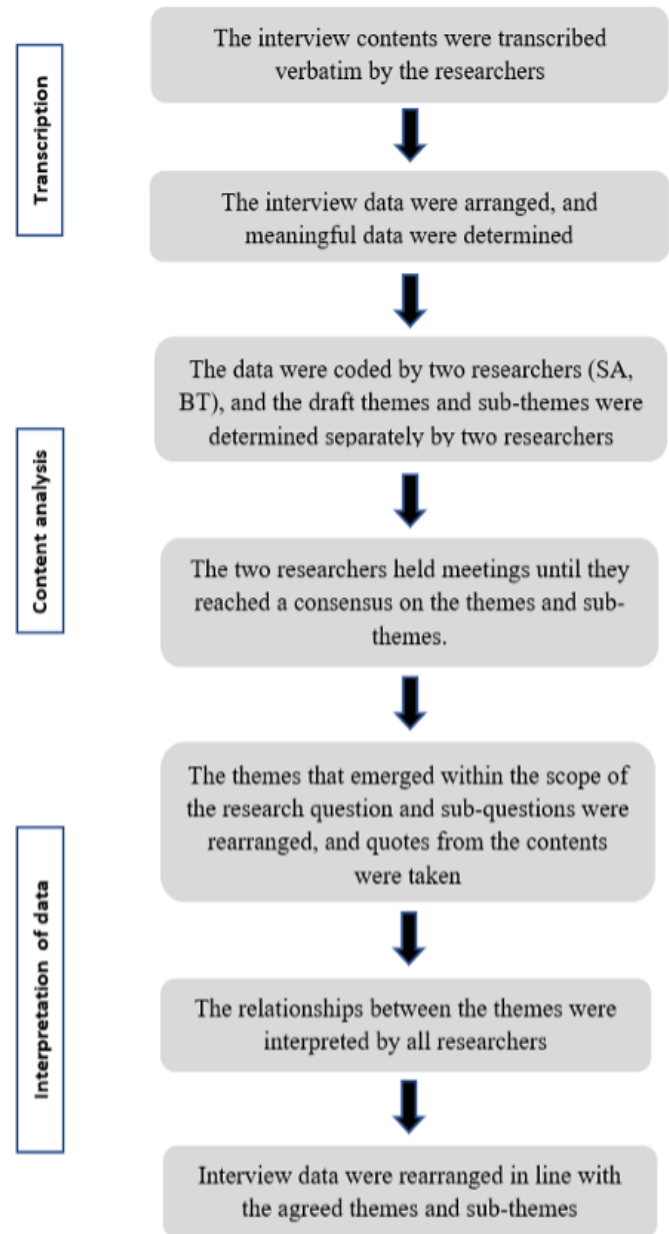 Transcription
The interview contents were transcribed
verbatim by the researchers
The interview data were arranged, and
meaningful data were determined
Content analysis
The data were coded by two researchers (SA,
BT), and the draft themes and sub-themes were
determined separately by two researchers
The two researchers held meetings until they
reached a consensus on the themes and sub-
themes.
Interpretation of data
The themes that emerged within the scope of
the research question and sub-questions were
rearranged, and quotes from the contents
were taken
The relationships between the themes were
interpreted by all researchers
Interview data were rearranged in line with
the agreed themes and sub-themes